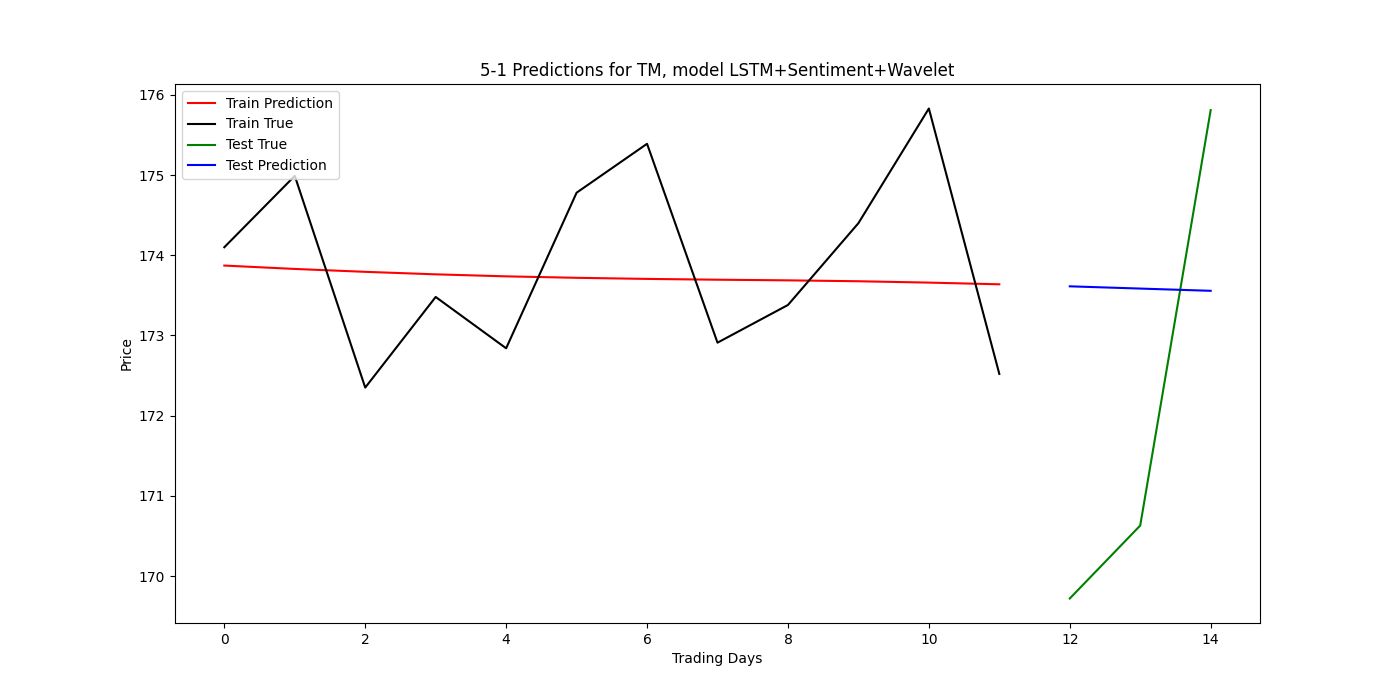 5-1 Predictions for TM, model LSTM+Sentiment+Wavelet
Train Prediction
Train True
Test True
Test Prediction
176
175
174
173
172
171
170
Price
0 2 4 6 8 10 12 14
Trading Days